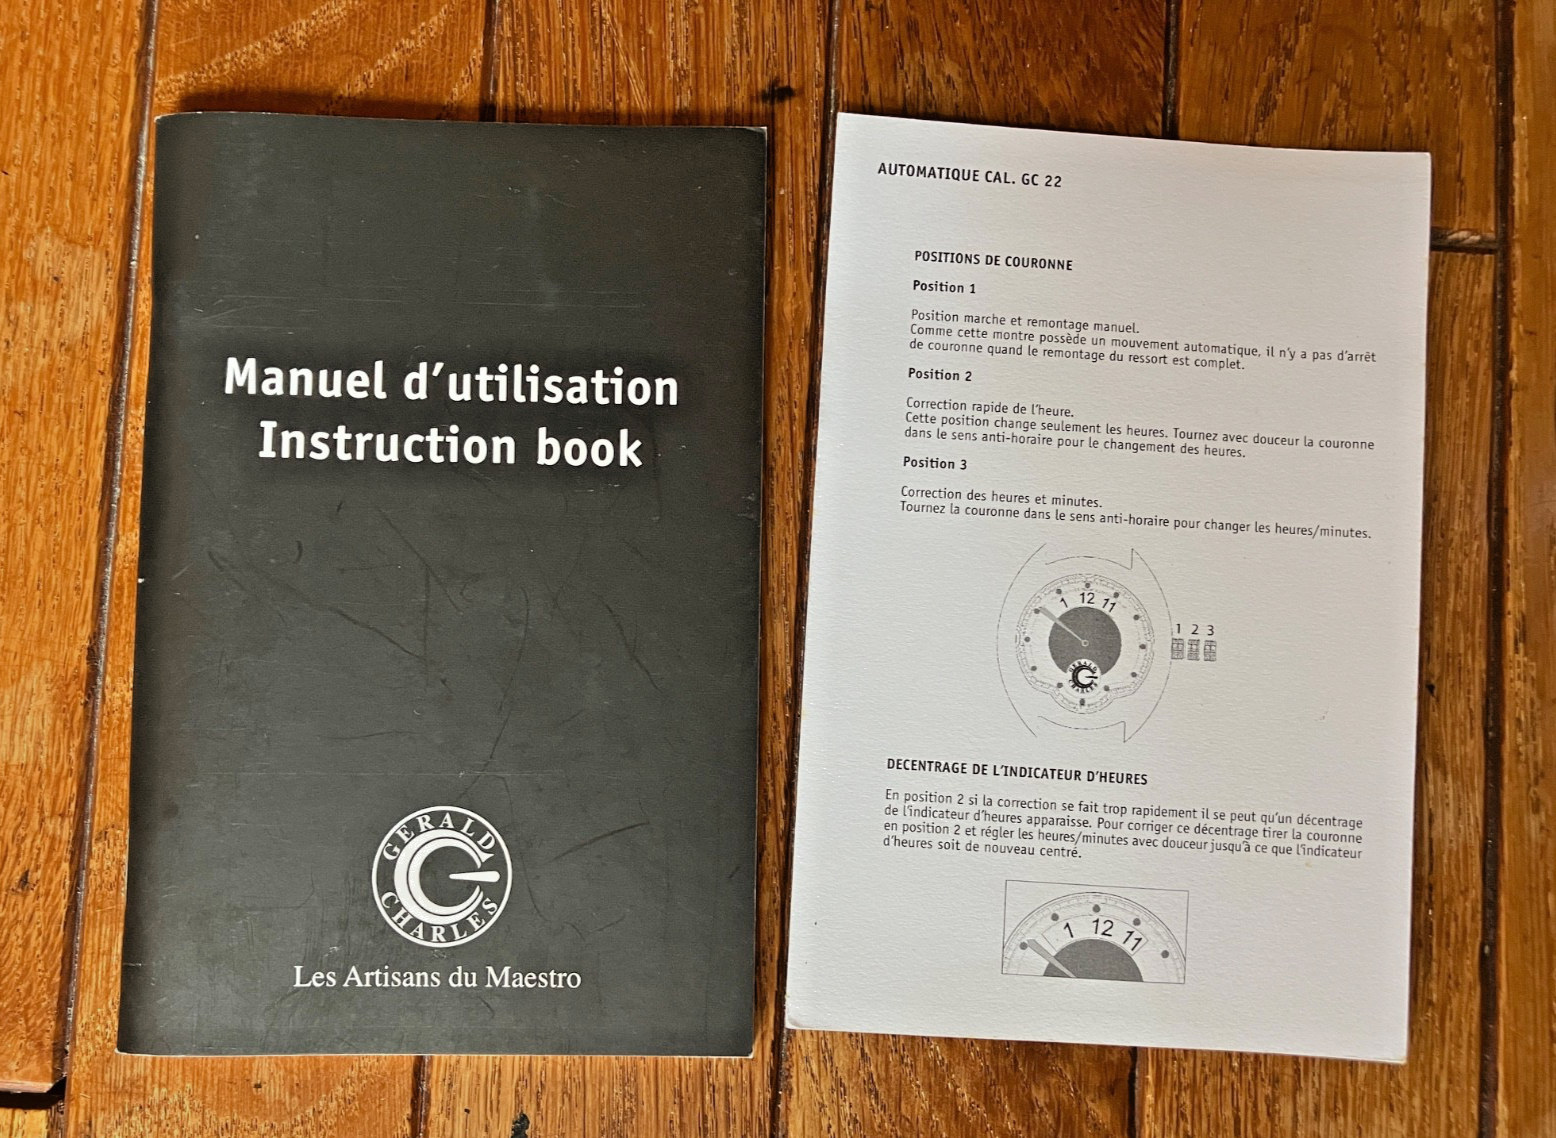 Manuel d'utilisation
Instruction book
GERALD
CHARLES
Les Artisans du Maestro
AUTOMATIQUE CAL. GC 22
POSITIONS DE COURONNE
Position 1
Position marche et remontage manuel.
Comme cette montre possède un mouvement automatique, il n'y a pas d'arrêt
de couronne quand le remontage du ressort est complet.
Position 2
Correction rapide de l'heure.
Cette position change seulement les heures. Tournez avec douceur la couronne
dans le sens anti-horaire pour le changement des heures.
Position 3
Correction des heures et minutes.
Tournez la couronne dans le sens anti-horaire pour changer les heures/minutes.
1 12 11
1 2 3
GERALD
CHARLES
DECENTRAGE DE L'INDICATEUR D'HEURES
En position 2 si la correction se fait trop rapidement il se peut qu'un décentrage
de l'indicateur d'heures apparaisse. Pour corriger ce décentrage tirer la couronne
en position 2 et régler les heures/minutes avec douceur jusqu'à ce que l'indicateur
d'heures soit de nouveau centré.
1 12 11